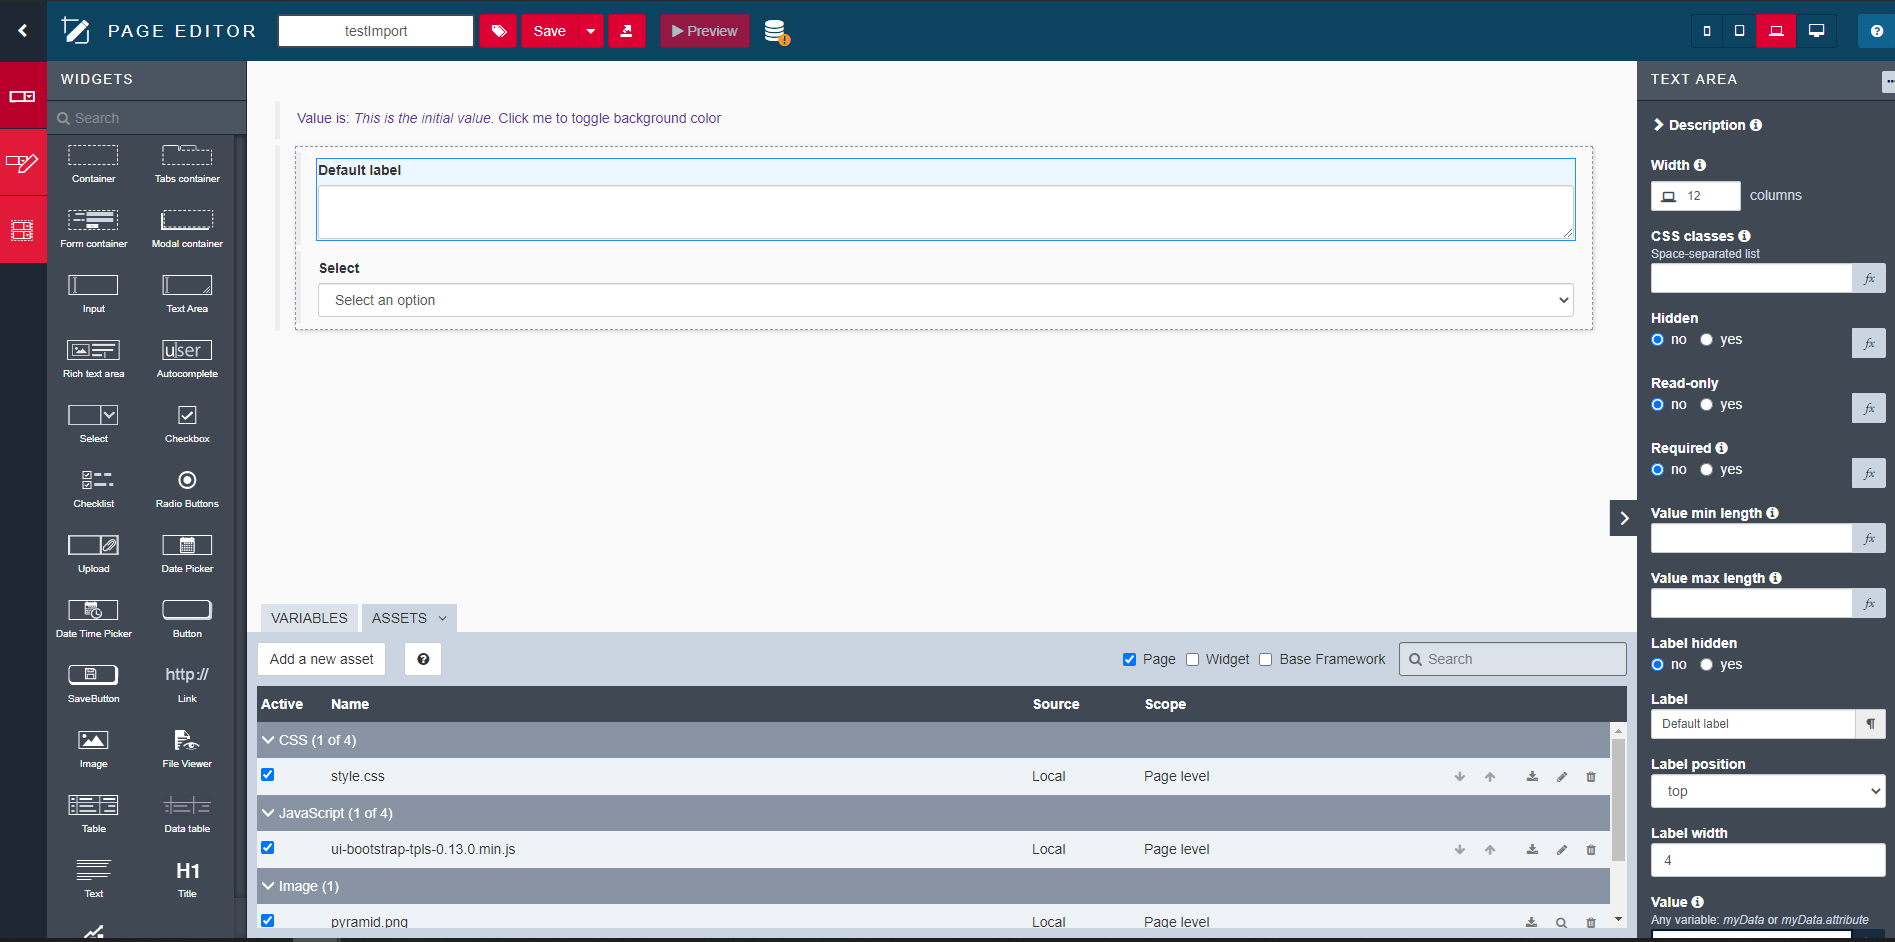 PAGE EDITOR
testImport
Save
Preview
WIDGETS
Search
Container
Tabs container
Form container
Modal container
Input
Text Area
Rich text area
user
Autocomplete
Select
Checkbox
Checklist
Radio Buttons
Upload
Date Picker
Date Time Picker
Button
SaveButton
http://
Link
Image
File Viewer
Table
Data table
Text
H1
Title
Value is: This is the initial value. Click me to toggle background color
Default label
Select
Select an option
VARIABLES
ASSETS
Add a new asset
Page
Widget
Base Framework
Search
Active Name Source Scope
CSS (1 of 4)
style.css Local Page level
JavaScript (1 of 4)
ui-bootstrap-tpls-0.13.0.min.js Local Page level
Image (1)
pyramid.png Local Page level
TEXT AREA
Description
Width
12 columns
CSS classes
Space-separated list
fx
Hidden
no yes
fx
Read-only
no yes
fx
Required
no yes
fx
Value min length
fx
Value max length
fx
Label hidden
no yes
Label
Default label
¶
Label position
top
Label width
4
Value
Any variable: myData or myData.attribute